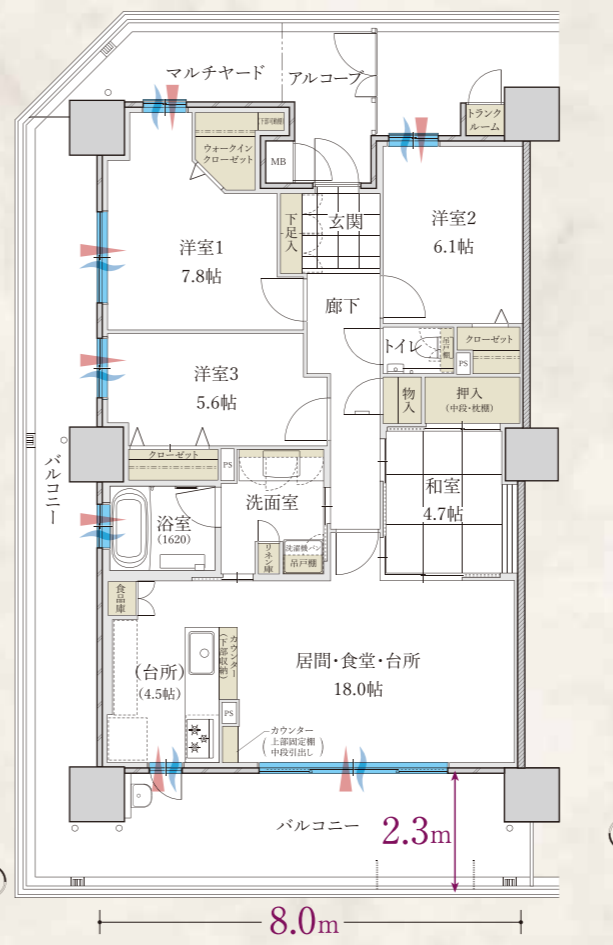 マルチヤード
アルコーブ
トランク
ルーム
ウォークイン
クローゼット
MB
下足入
玄関
洋室2
6.1帖
洋室1
7.8帖
廊下
トイレ
吊戸棚
クローゼット
PS
洋室3
5.6帖
物入
押入
(中段・枕棚)
クローゼット
PS
バルコニー
洗面室
和室
4.7帖
浴室
(1620)
リネン庫
洗濯機パン
吊戸棚
食品庫
(台所)
(4.5帖)
カウンター
(下部収納)
居間・食堂・台所
18.0帖
PS
カウンター
(上部固定棚
中段引出し)
バルコニー
2.3m
8.0m